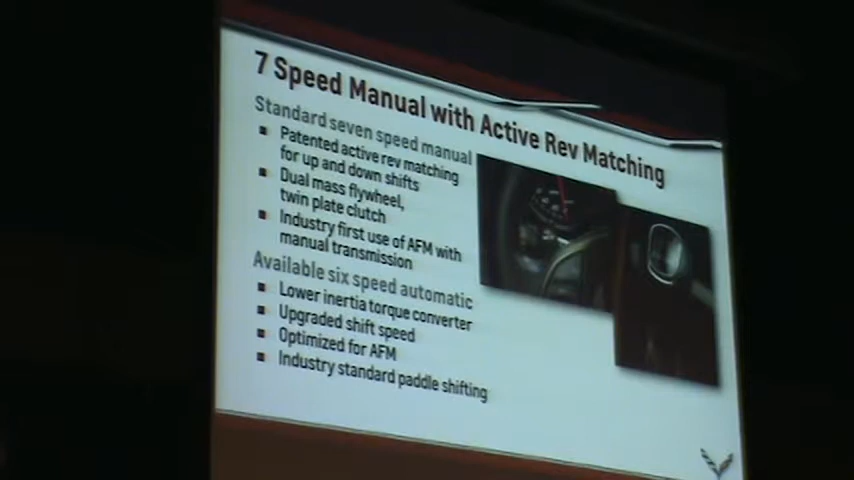 7 Speed Manual with Active Rev Matching
Standard seven speed manual
▪ Patented active rev matching
for up and down shifts
▪ Dual mass flywheel,
twin plate clutch
▪ Industry first use of AFM with
manual transmission
Available six speed automatic
▪ Lower inertia torque converter
▪ Upgraded shift speed
▪ Optimized for AFM
▪ Industry standard paddle shifting